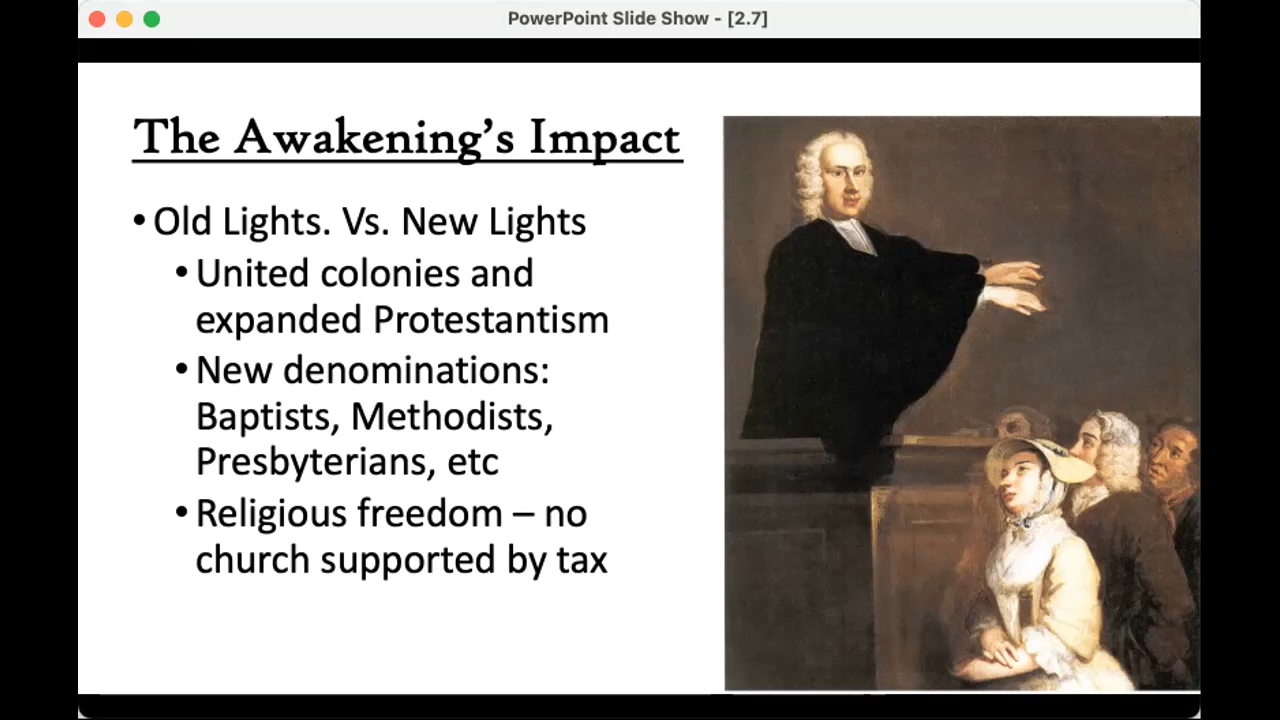 PowerPoint Slide Show - [2.7]
The Awakening’s Impact
• Old Lights. Vs. New Lights
• United colonies and
expanded Protestantism
• New denominations:
Baptists, Methodists,
Presbyterians, etc
• Religious freedom – no
church supported by tax